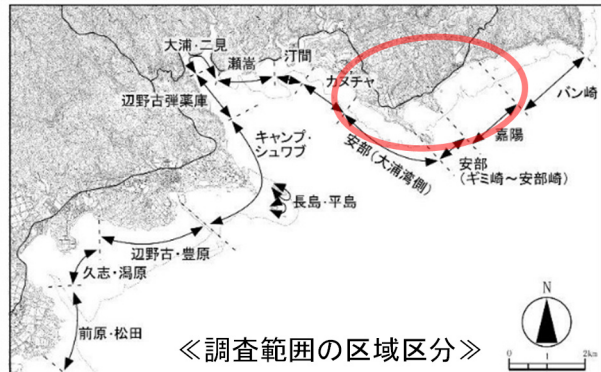 大浦・二見
瀬嵩
汀間
カヌチャ
バン崎
辺野古弾薬庫
キャンプ・
シュワブ
安部(大浦湾側)
嘉陽
安部
(ギミ崎～安部崎)
長島・平島
辺野古・豊原
久志・潟原
前原・松田
≪調査範囲の区域区分≫
N
0 2km